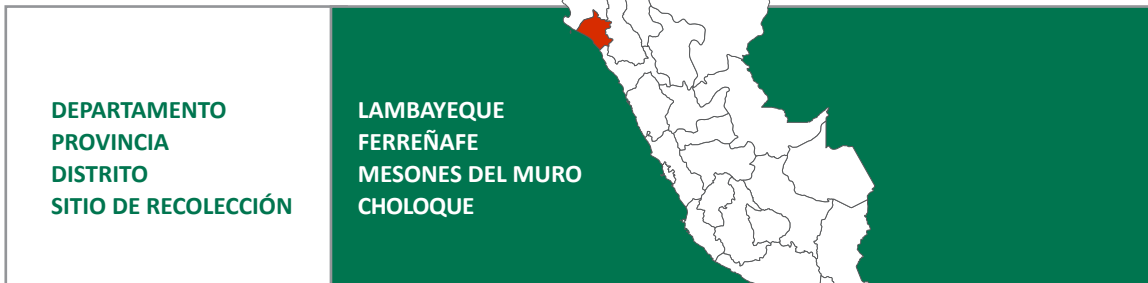 DEPARTAMENTO LAMBAYEQUE
PROVINCIA FERREÑAFE
DISTRITO MESONES DEL MURO
SITIO DE RECOLECCIÓN CHOLOQUE